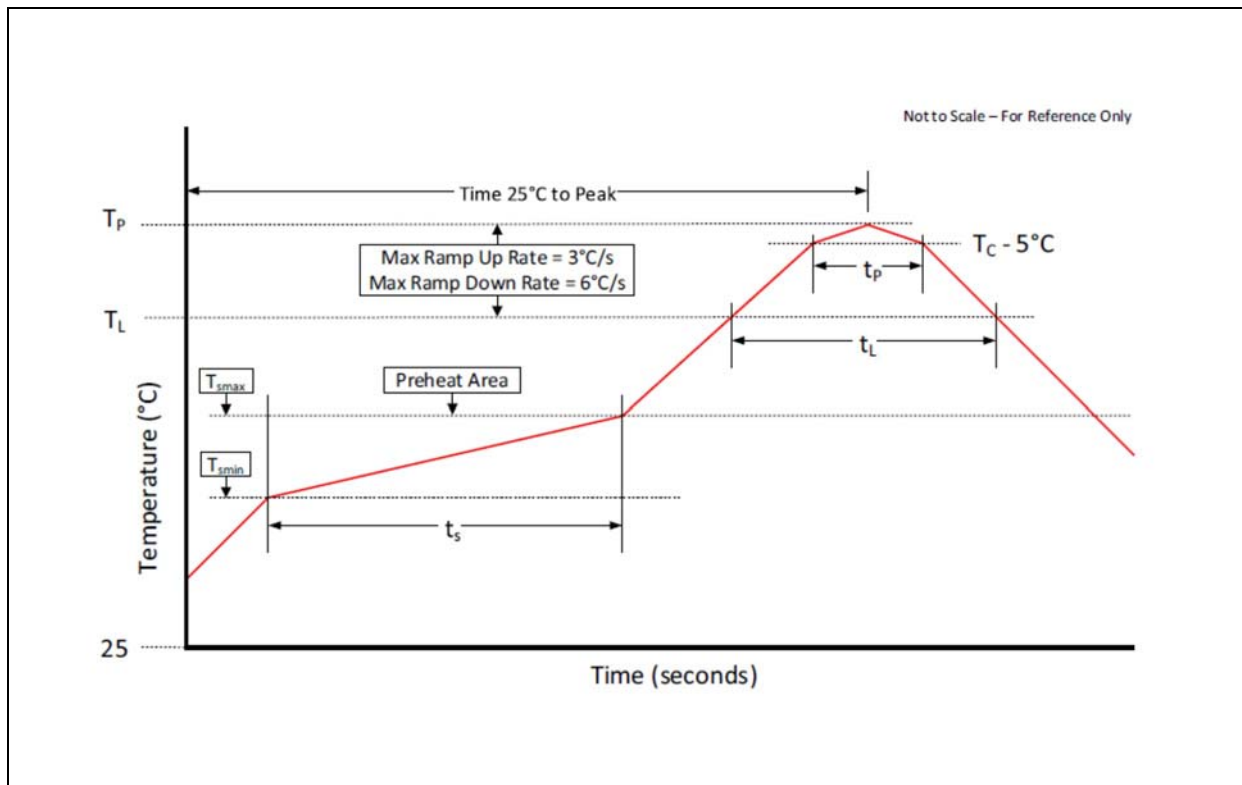 Not to Scale – For Reference Only
Time 25°C to Peak
TP
Max Ramp Up Rate = 3°C/s
Max Ramp Down Rate = 6°C/s
TC - 5°C
tP
TL
tL
Tsmax
Preheat Area
Tsmin
ts
Temperature (°C)
25
Time (seconds)